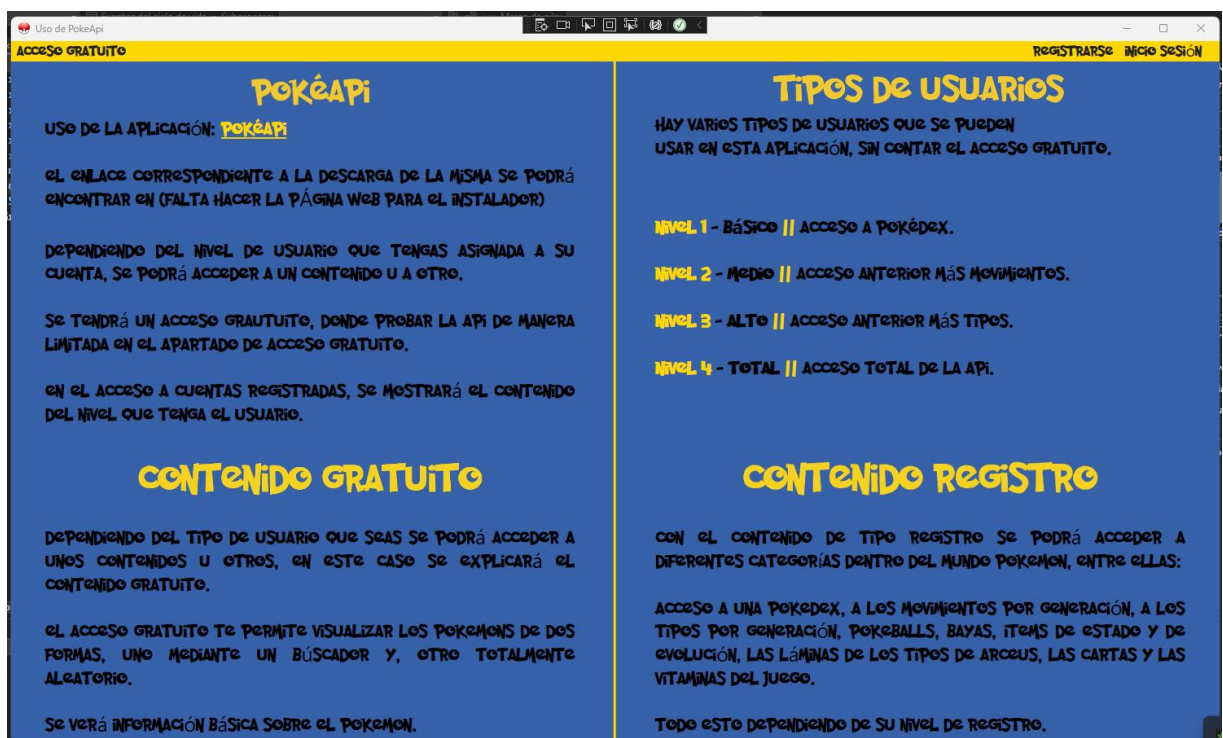 Uso de PokeApi
ACCESO GRATUITO
REGISTRARSE INICIO SESIÓN
POKÉAPI
USO DE LA APLICACIÓN: POKÉAPI
EL ENLACE CORRESPONDIENTE A LA DESCARGA DE LA MISMA SE PODRÁ
ENCONTRAR EN (FALTA HACER LA PÁGINA WEB PARA EL INSTALADOR)
DEPENDIENDO DEL NIVEL DE USUARIO QUE TENGAS ASIGNADA A SU
CUENTA, SE PODRÁ ACCEDER A UN CONTENIDO U A OTRO.
SE TENDRÁ UN ACCESO GRAUTUITO, DONDE PROBAR LA API DE MANERA
LIMITADA EN EL APARTADO DE ACCESO GRATUITO.
EN EL ACCESO A CUENTAS REGISTRADAS, SE MOSTRARÁ EL CONTENIDO
DEL NIVEL QUE TENGA EL USUARIO.
TIPOS DE USUARIOS
HAY VARIOS TIPOS DE USUARIOS QUE SE PUEDEN
USAR EN ESTA APLICACIÓN, SIN CONTAR EL ACCESO GRATUITO.
NIVEL 1 - BÁSICO || ACCESO A POKÉDEX.
NIVEL 2 - MEDIO || ACCESO ANTERIOR MÁS MOVIMIENTOS.
NIVEL 3 - ALTO || ACCESO ANTERIOR MÁS TIPOS.
NIVEL 4 - TOTAL || ACCESO TOTAL DE LA API.
CONTENIDO GRATUITO
DEPENDIENDO DEL TIPO DE USUARIO QUE SEAS SE PODRÁ ACCEDER A
UNOS CONTENIDOS U OTROS, EN ESTE CASO SE EXPLICARÁ EL
CONTENIDO GRATUITO.
EL ACCESO GRATUITO TE PERMITE VISUALIZAR LOS POKEMONS DE DOS
FORMAS, UNO MEDIANTE UN BÚSCADOR Y, OTRO TOTALMENTE
ALEATORIO.
SE VERÁ INFORMACIÓN BÁSICA SOBRE EL POKEMON.
CONTENIDO REGISTRO
CON EL CONTENIDO DE TIPO REGISTRO SE PODRÁ ACCEDER A
DIFERENTES CATEGORÍAS DENTRO DEL MUNDO POKEMON, ENTRE ELLAS:
ACCESO A UNA POKEDEX, A LOS MOVIMIENTOS POR GENERACIÓN, A LOS
TIPOS POR GENERACIÓN, POKEBALLS, BAYAS, ITEMS DE ESTADO Y DE
EVOLUCIÓN, LAS LÁMINAS DE LOS TIPOS DE ARCEUS, LAS CARTAS Y LAS
VITAMINAS DEL JUEGO.
TODO ESTO DEPENDIENDO DE SU NIVEL DE REGISTRO.